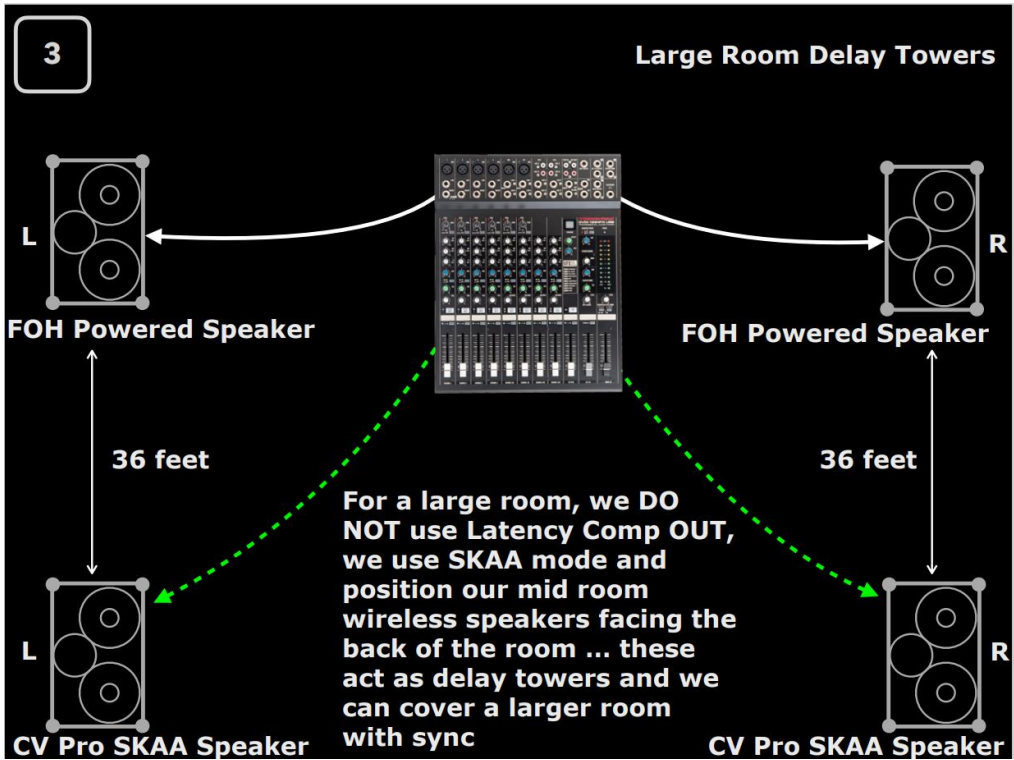 3
Large Room Delay Towers
L
R
FOH Powered Speaker
FOH Powered Speaker
36 feet
36 feet
For a large room, we DO
NOT use Latency Comp OUT,
we use SKAA mode and
position our mid room
wireless speakers facing the
back of the room ... these
act as delay towers and we
can cover a larger room
with sync
L
R
CV Pro SKAA Speaker
CV Pro SKAA Speaker